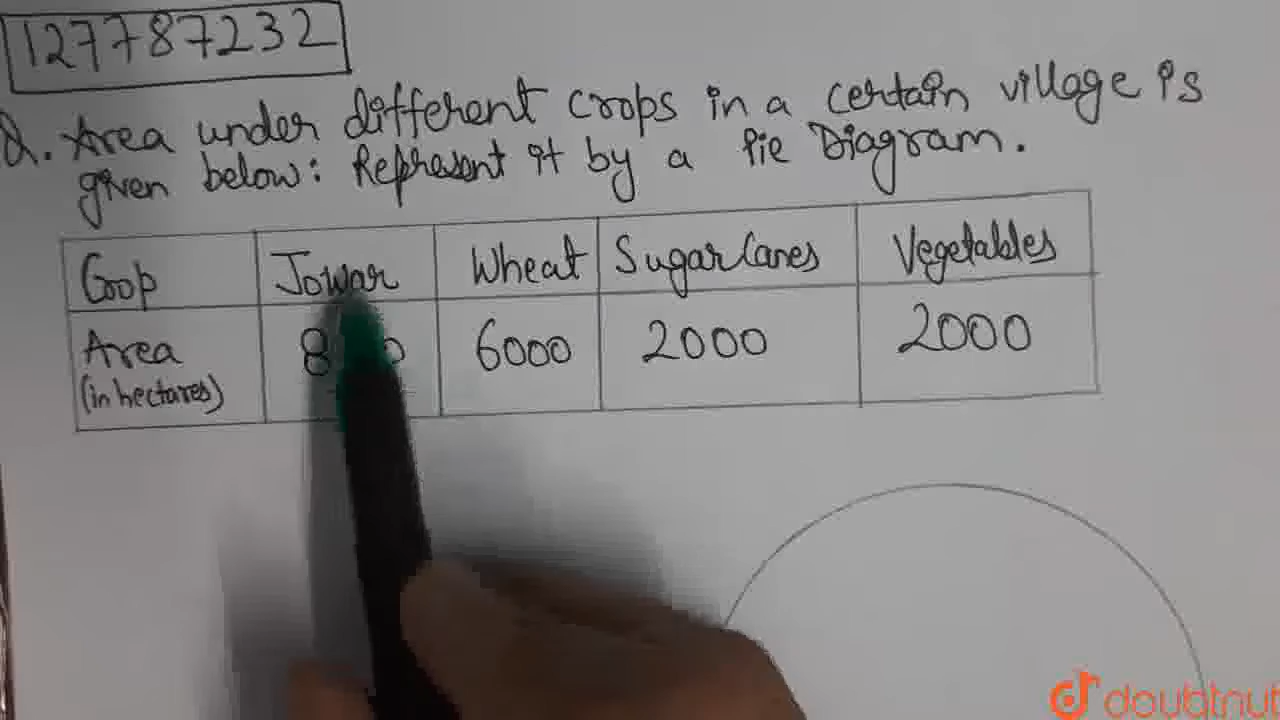 127787232
Q. Area under different crops in a certain village is
given below: Represent it by a Pie Diagram.
Crop Jowar Wheat SugarCanes Vegetables
Area 6000 2000 2000
(in hectares)
doubtnut